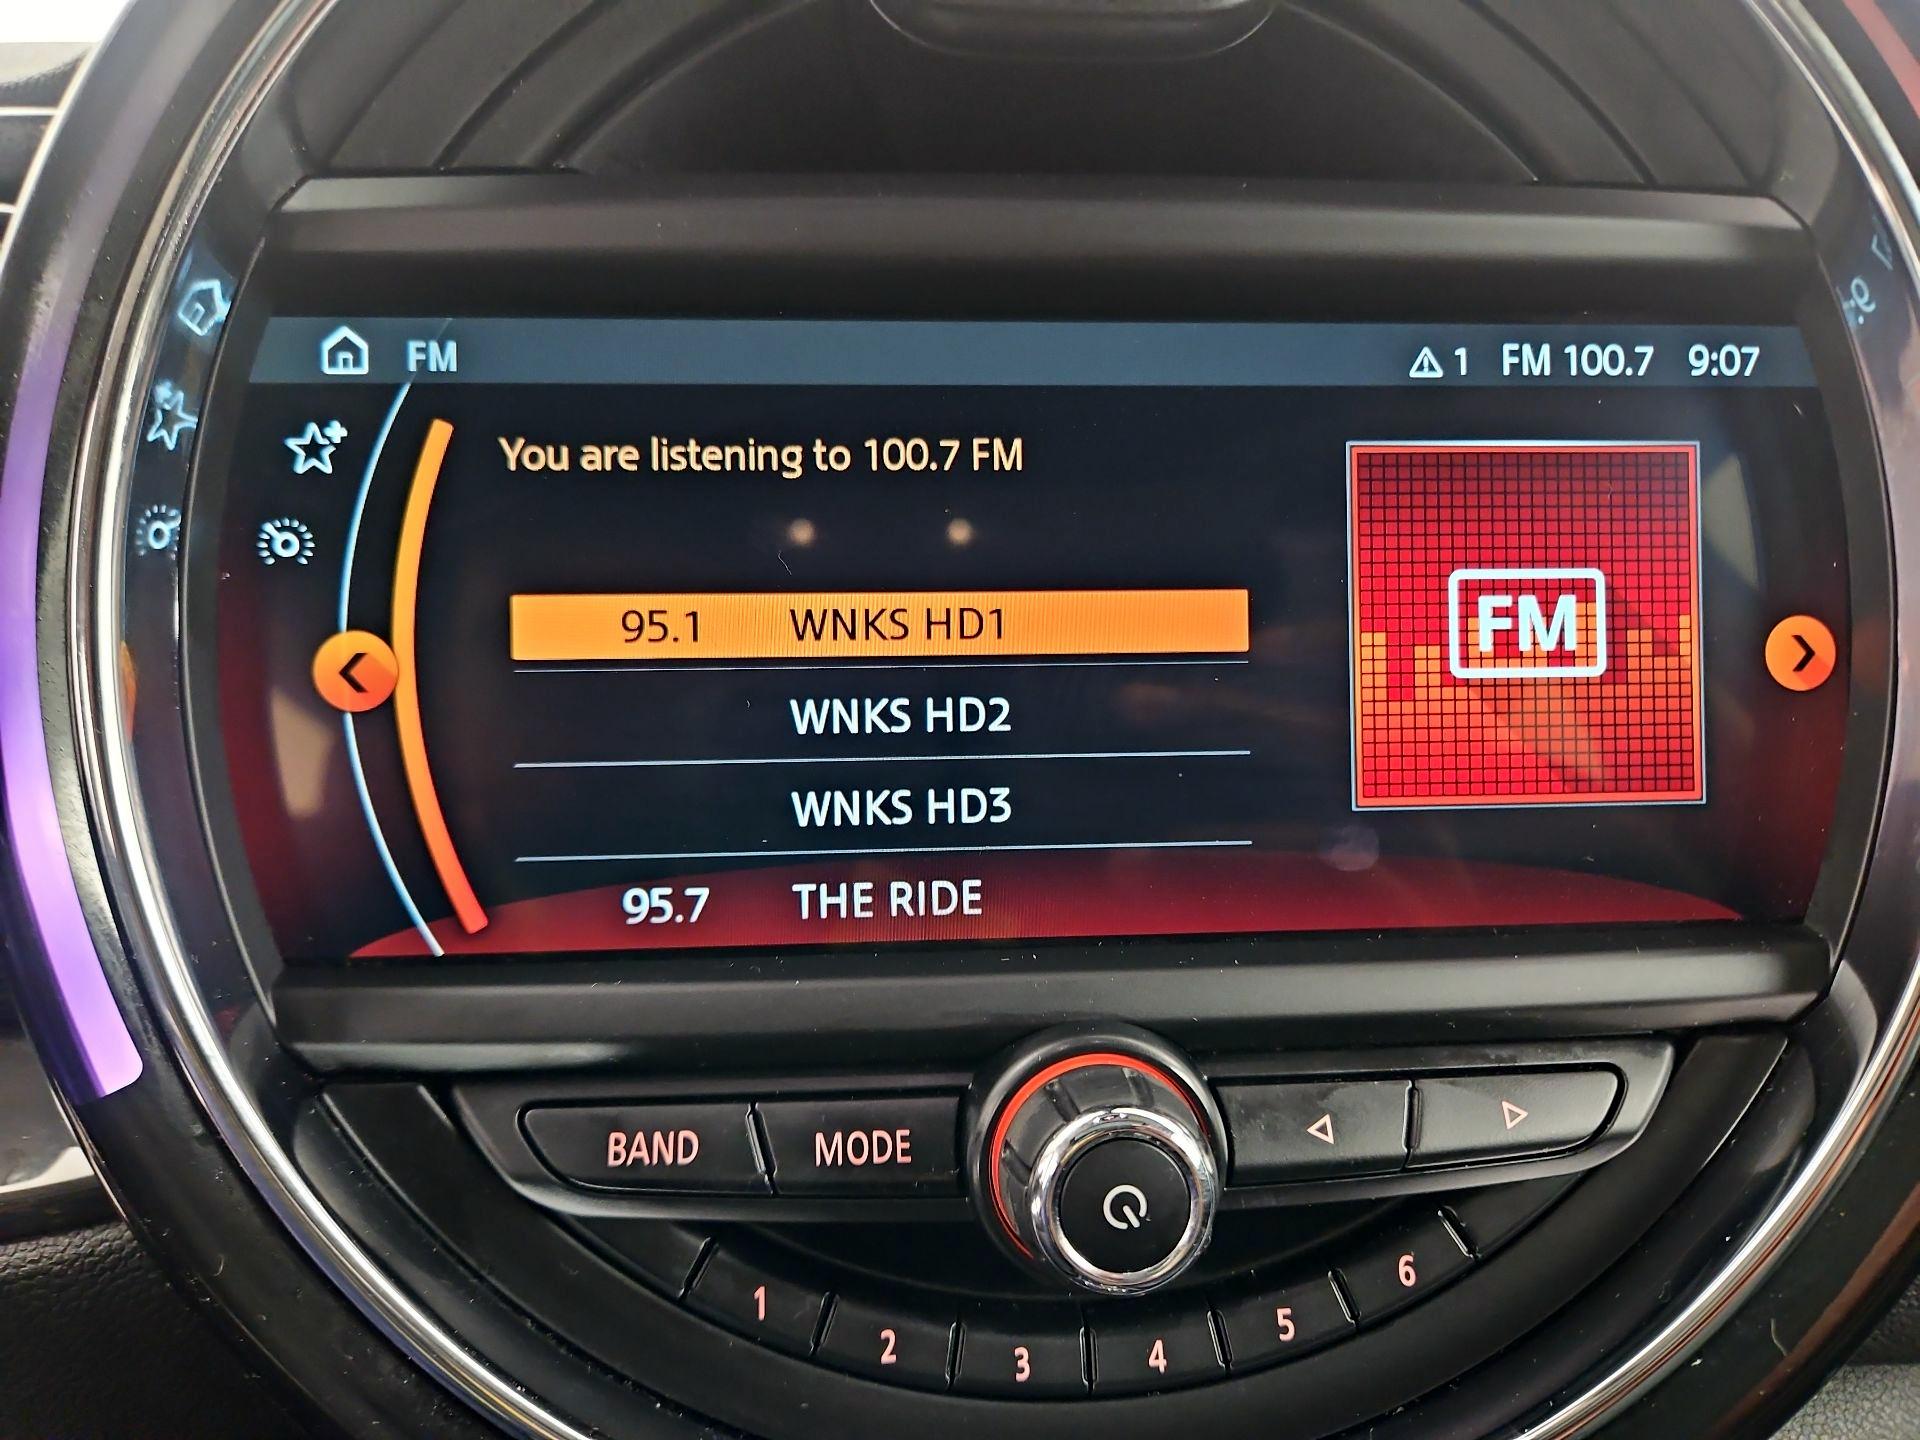 FM
1 FM 100.7 9:07
You are listening to 100.7 FM
95.1 WNKS HD1
WNKS HD2
WNKS HD3
95.7 THE RIDE
FM
BAND MODE
1 2 3 4 5 6